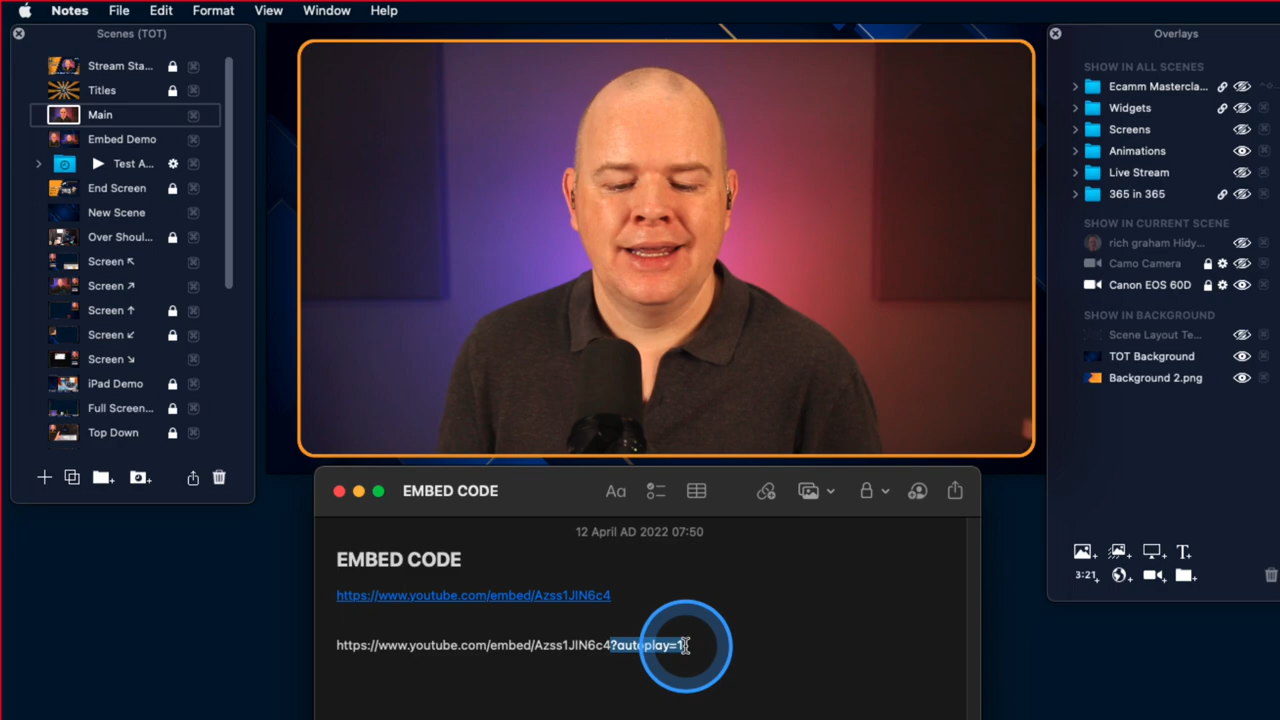 Notes File Edit Format View Window Help
Scenes (TOT)
Stream Sta...
Titles
Main
Embed Demo
Test A...
End Screen
New Scene
Over Shoul...
Screen ↖
Screen ↗
Screen ↑
Screen ↙
Screen ↘
iPad Demo
Full Screen...
Top Down
Overlays
SHOW IN ALL SCENES
Ecamm Mastercla...
Widgets
Screens
Animations
Live Stream
365 in 365
SHOW IN CURRENT SCENE
rich graham Hidy...
Camo Camera
Canon EOS 60D
SHOW IN BACKGROUND
Scene Layout Te...
TOT Background
Background 2.png
T+
3:21+
EMBED CODE
Aa
12 April AD 2022 07:50
EMBED CODE
https://www.youtube.com/embed/Azss1JlN6c4
https://www.youtube.com/embed/Azss1JlN6c4?autoplay=1